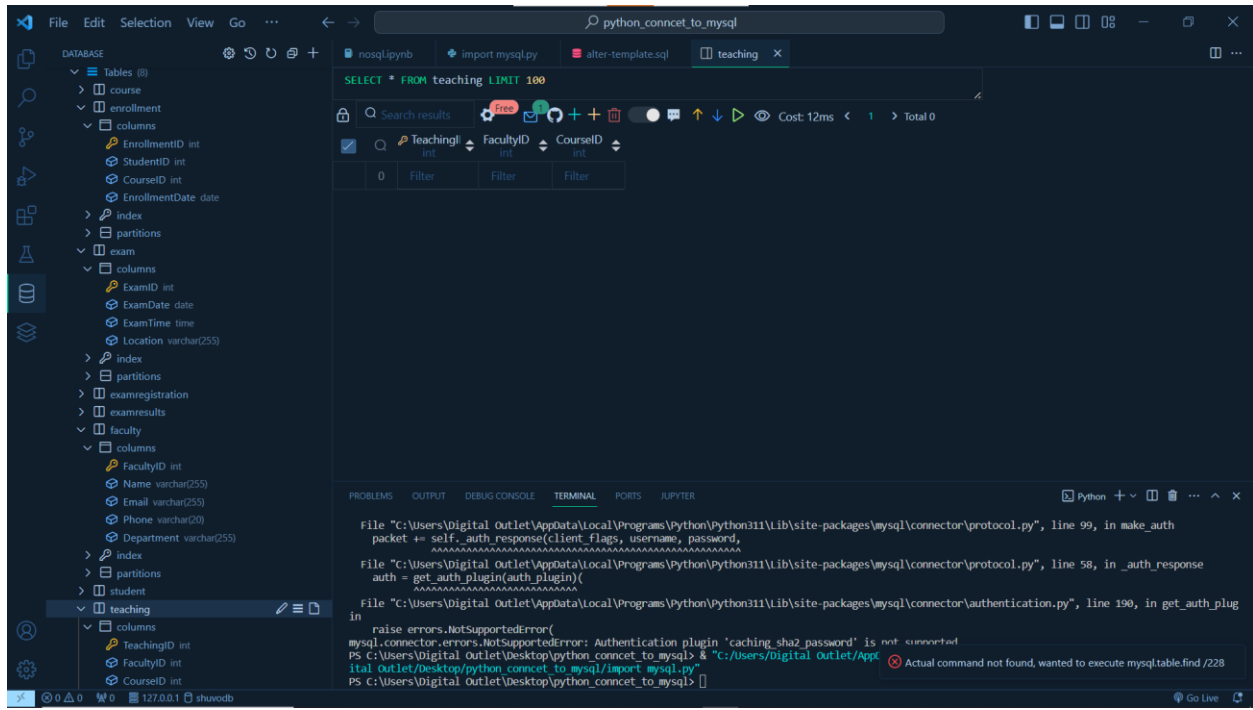 File Edit Selection View Go ··· python_conncet_to_mysql
DATABASE
Tables (8)
course
enrollment
columns
EnrollmentID int
StudentID int
CourseID int
EnrollmentDate date
index
partitions
exam
columns
ExamID int
ExamDate date
ExamTime time
Location varchar(255)
index
partitions
examregistration
examresults
faculty
columns
FacultyID int
Name varchar(255)
Email varchar(255)
Phone varchar(20)
Department varchar(255)
index
partitions
student
teaching
columns
TeachingID int
FacultyID int
CourseID int
nosql.ipynb import mysql.py alter-template.sql teaching
SELECT * FROM teaching LIMIT 100
Search results Free 1 Cost: 12ms < 1 > Total 0
TeachingI FacultyID CourseID
int int int
0 Filter Filter Filter
PROBLEMS OUTPUT DEBUG CONSOLE TERMINAL PORTS JUPYTER Python
File "C:\Users\Digital Outlet\AppData\Local\Programs\Python\Python311\Lib\site-packages\mysql\connector\protocol.py", line 99, in make_auth
packet += self._auth_response(client_flags, username, password,
^^^^^^^^^^^^^^^^^^^^^^^^^^^^^^^^^^^^^^^^^^^^^^^^^^^^^
File "C:\Users\Digital Outlet\AppData\Local\Programs\Python\Python311\Lib\site-packages\mysql\connector\protocol.py", line 58, in _auth_response
auth = get_auth_plugin(auth_plugin)(
^^^^^^^^^^^^^^^^^^^^^^^^^^^^^
File "C:\Users\Digital Outlet\AppData\Local\Programs\Python\Python311\Lib\site-packages\mysql\connector\authentication.py", line 190, in get_auth_plug
in
raise errors.NotSupportedError(
mysql.connector.errors.NotSupportedError: Authentication plugin 'caching_sha2_password' is not supported
PS C:\Users\Digital Outlet\Desktop\python_conncet_to_mysql> & "C:/Users/Digital Outlet/App
ital Outlet/Desktop/python_conncet_to_mysql/import mysql.py"
PS C:\Users\Digital Outlet\Desktop\python_conncet_to_mysql>
Actual command not found, wanted to execute mysql.table.find /228
0 0 0 127.0.0.1 shuvodb Go Live